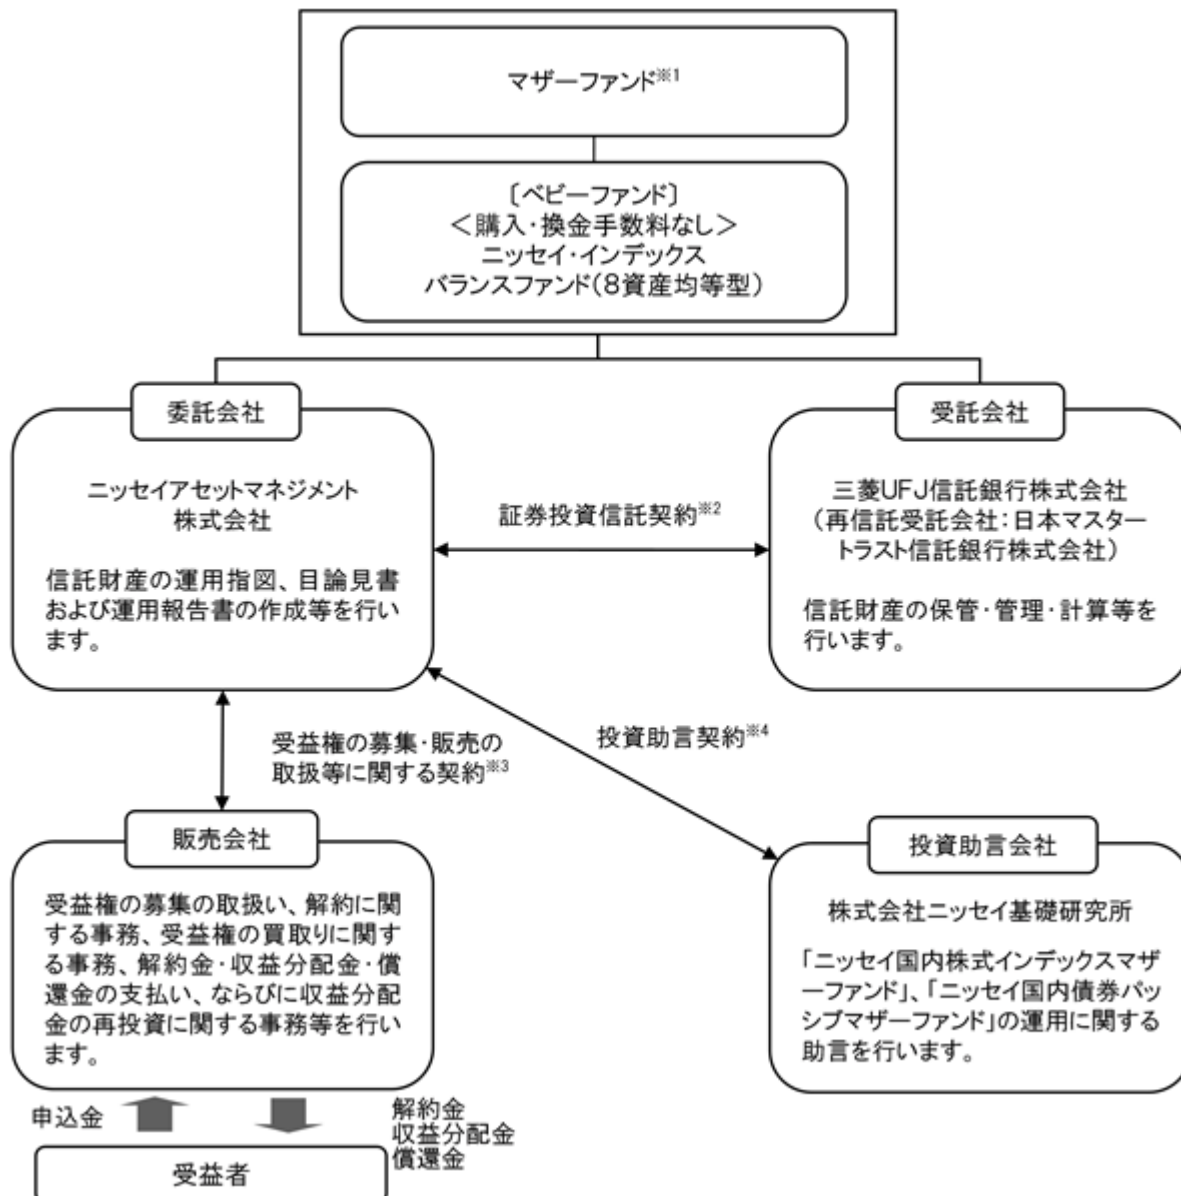 マザーファンド※1
〔ベビーファンド〕
＜購入・換金手数料なし＞
ニッセイ・インデックス
バランスファンド（8資産均等型）
委託会社
ニッセイアセットマネジメント
株式会社
信託財産の運用指図、目論見書
および運用報告書の作成等を行い
ます。
証券投資信託契約※2
受託会社
三菱UFJ信託銀行株式会社
（再信託受託会社：日本マスター
トラスト信託銀行株式会社）
信託財産の保管・管理・計算等を
行います。
受益権の募集・販売の
取扱等に関する契約※3
投資助言契約※4
販売会社
受益権の募集の取扱い、解約に関
する事務、受益権の買取りに関す
る事務、解約金・収益分配金・償
還金の支払い、ならびに収益分配
金の再投資に関する事務等を行い
ます。
投資助言会社
株式会社ニッセイ基礎研究所
「ニッセイ国内株式インデックスマザ
ーファンド」、「ニッセイ国内債券パッ
シブマザーファンド」の運用に関する
助言を行います。
申込金
解約金
収益分配金
償還金
受益者